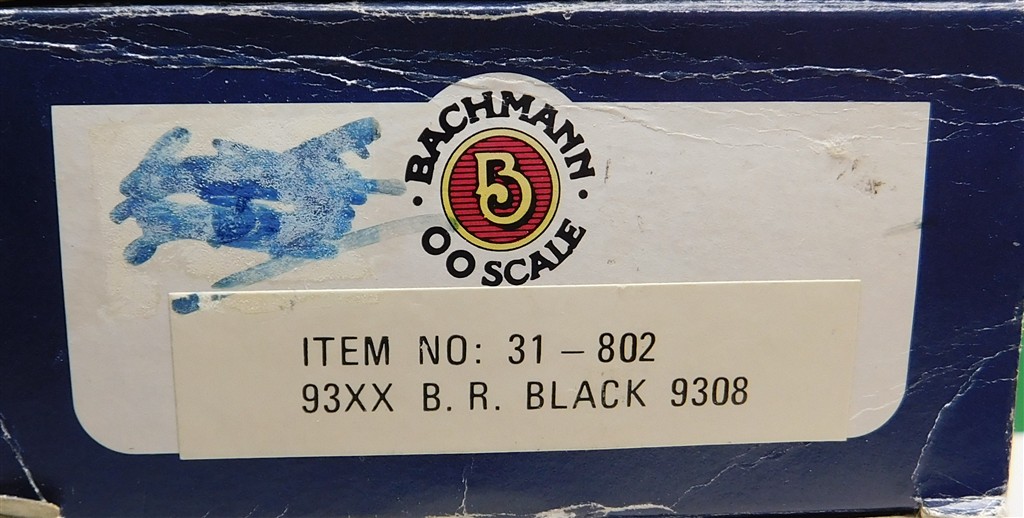 BACHMANN
B
OO SCALE
ITEM NO: 31 – 802
93XX B. R. BLACK 9308